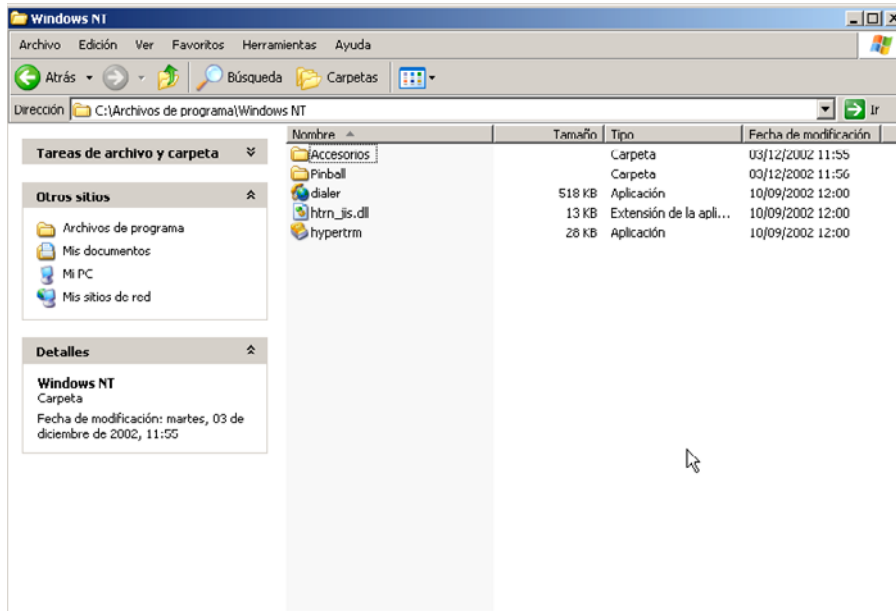 Windows NT
Archivo Edición Ver Favoritos Herramientas Ayuda
Atrás Búsqueda Carpetas
Dirección C:\Archivos de programa\Windows NT Ir
Tareas de archivo y carpeta
Otros sitios
Archivos de programa
Mis documentos
Mi PC
Mis sitios de red
Detalles
Windows NT
Carpeta
Fecha de modificación: martes, 03 de
diciembre de 2002, 11:55
Nombre Tamaño Tipo Fecha de modificación
Accesorios Carpeta 03/12/2002 11:55
Pinball Carpeta 03/12/2002 11:56
dialer 518 KB Aplicación 10/09/2002 12:00
htrn_jis.dll 13 KB Extensión de la apli... 10/09/2002 12:00
hypertrm 28 KB Aplicación 10/09/2002 12:00